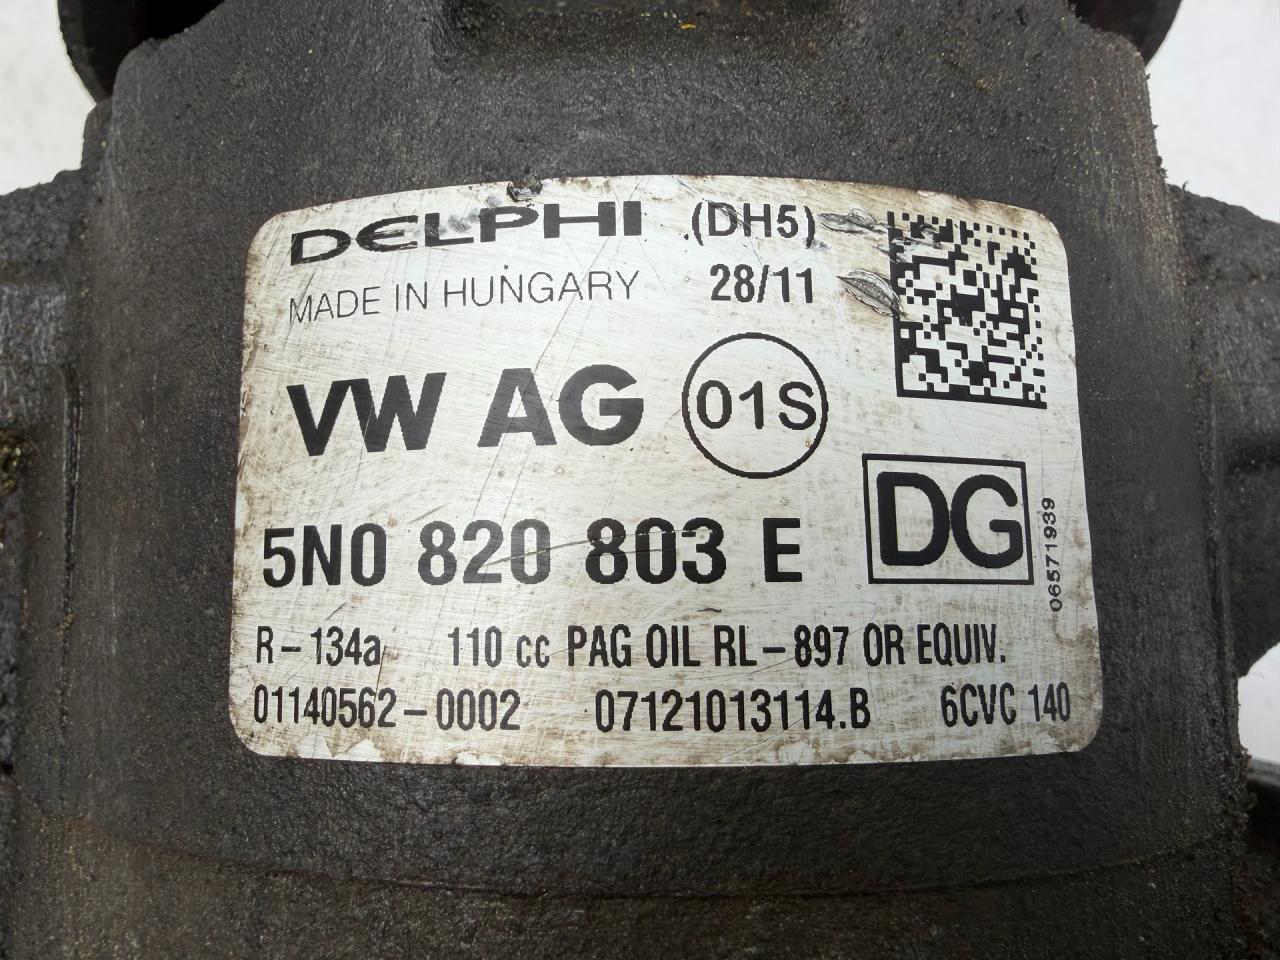 DELPHI (DH5)
MADE IN HUNGARY 28/11
VW AG 01S
5N0 820 803 E DG
06571939
R-134a 110 cc PAG OIL RL-897 OR EQUIV.
01140562-0002 07121013114.B 6CVC 140